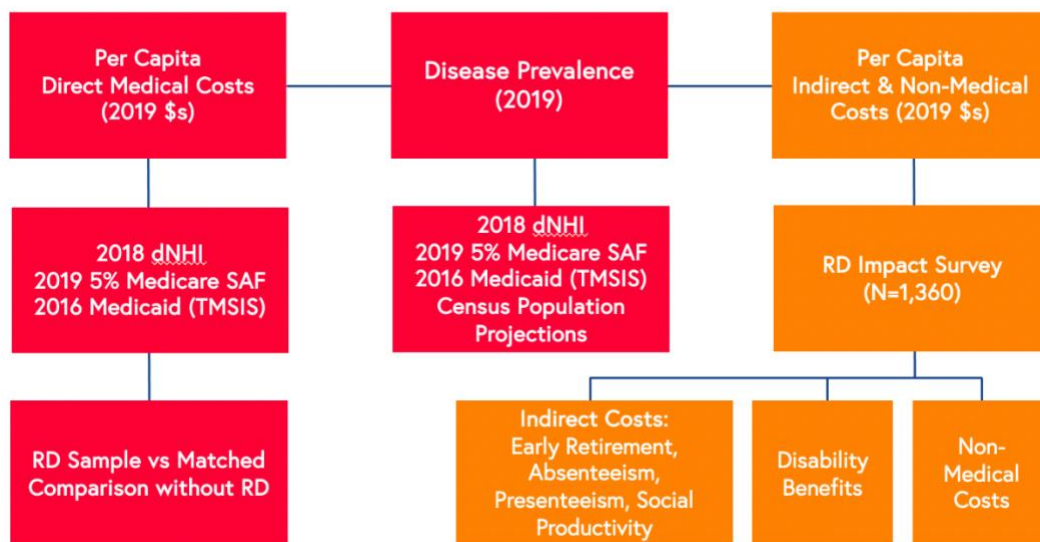 Per Capita
Direct Medical Costs
(2019 $s)
Disease Prevalence
(2019)
Per Capita
Indirect & Non-Medical
Costs (2019 $s)
2018 dNHI
2019 5% Medicare SAF
2016 Medicaid (TMSIS)
2018 dNHI
2019 5% Medicare SAF
2016 Medicaid (TMSIS)
Census Population
Projections
RD Impact Survey
(N=1,360)
RD Sample vs Matched
Comparison without RD
Indirect Costs:
Early Retirement,
Absenteeism,
Presenteeism, Social
Productivity
Disability
Benefits
Non-
Medical
Costs